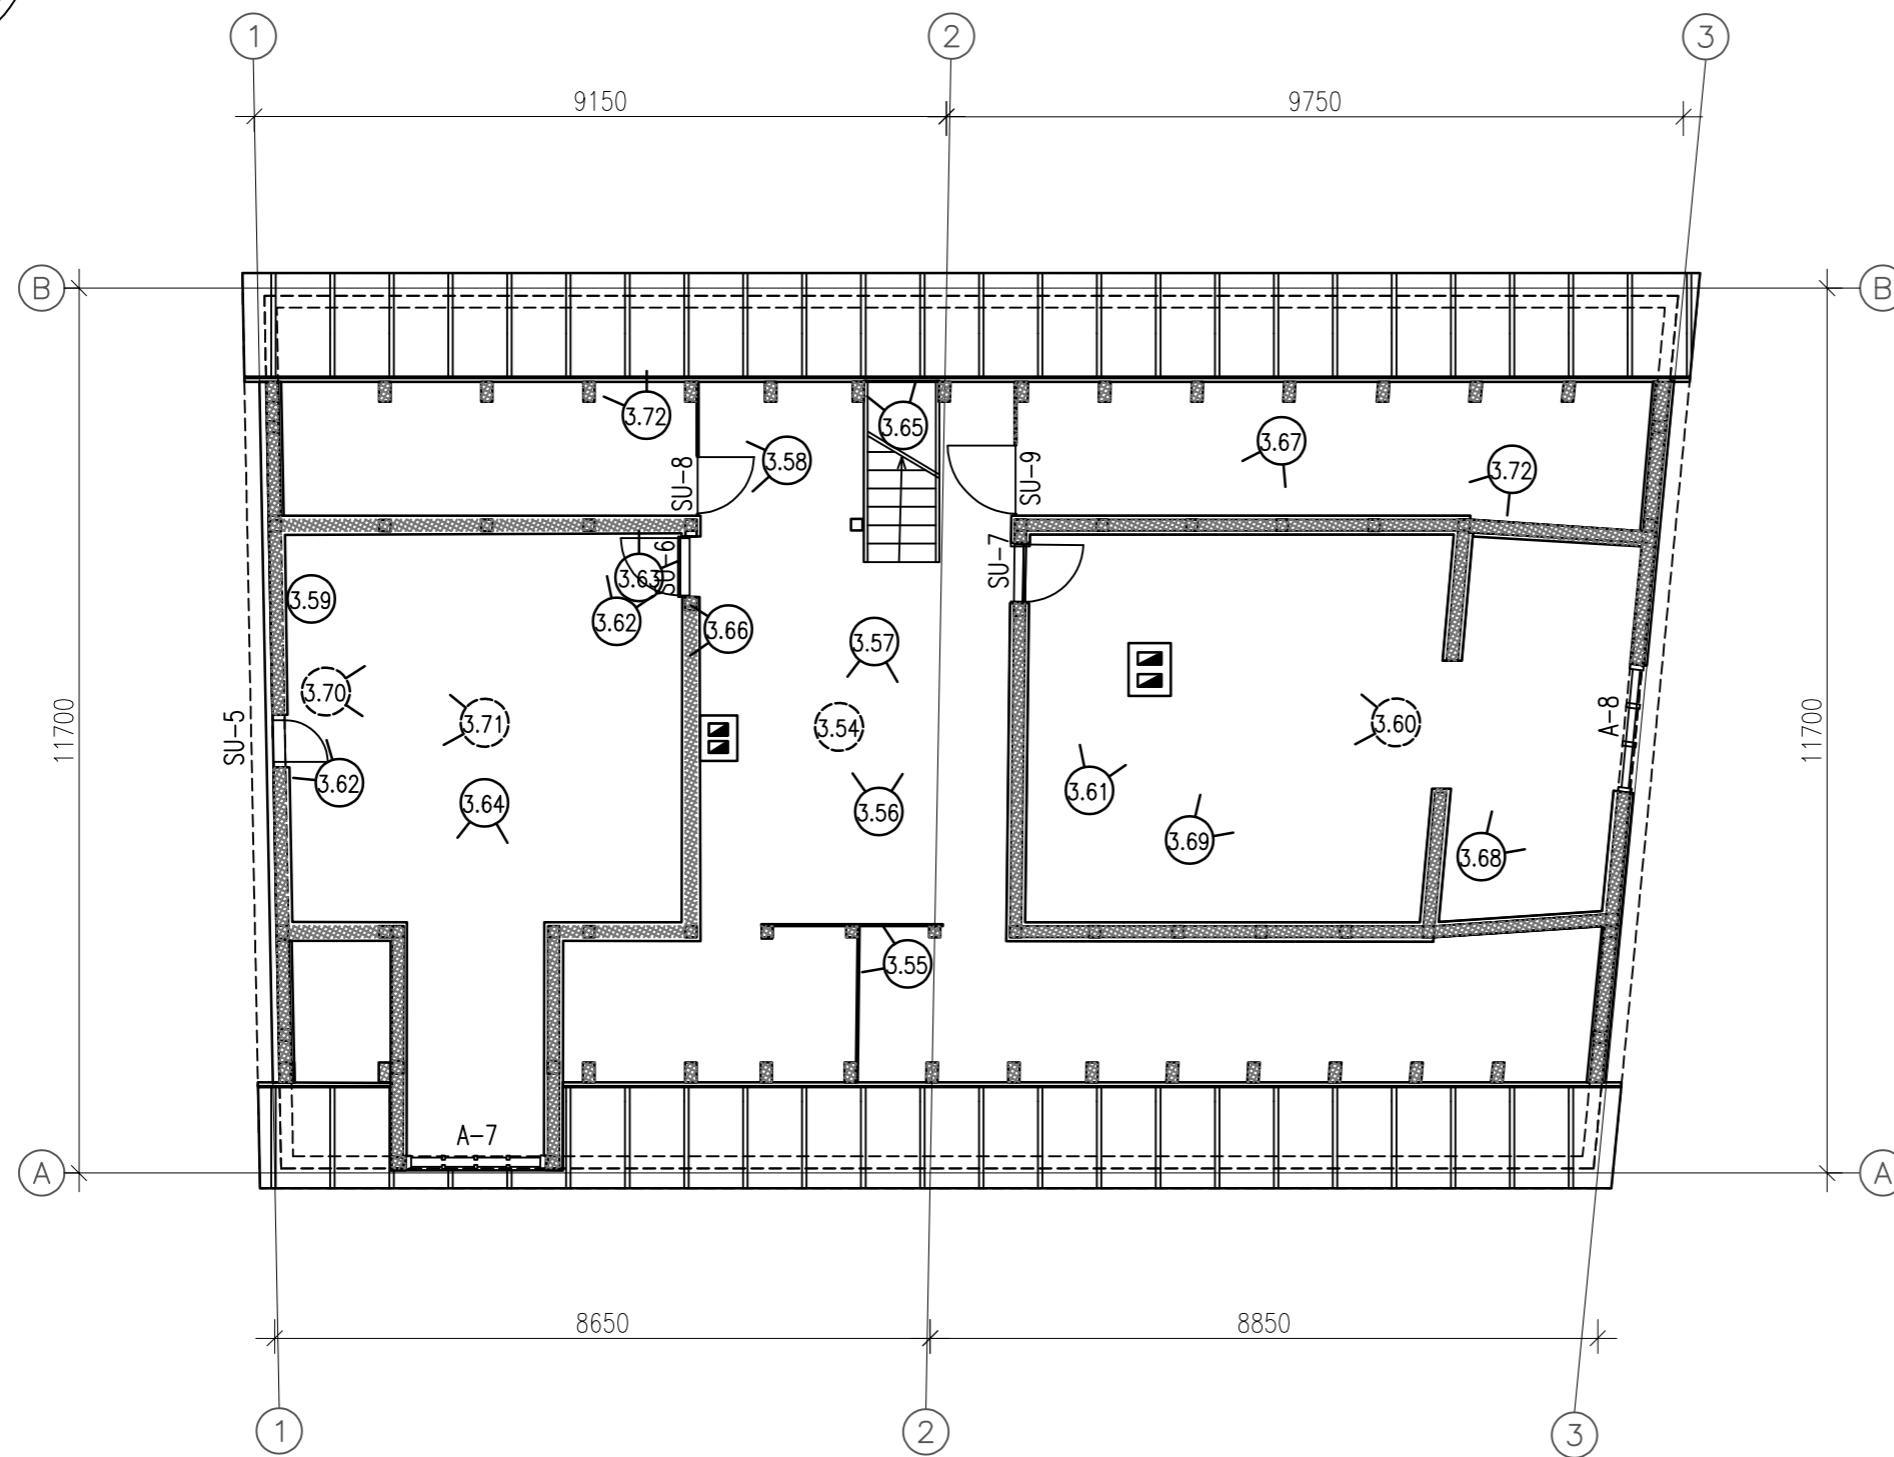 1 2 3
9150 9750
B B
3.72 3.65
3.58 3.67 3.72
SU-8 SU-9
3.63 SU-6 SU-7
3.59 3.62 3.66 3.57
3.70 3.71 3.54 3.60 A-8
SU-5
11700 11700
3.62 3.64 3.56 3.61
3.69 3.68
3.55
A-7
A A
8650 8850
1 2 3